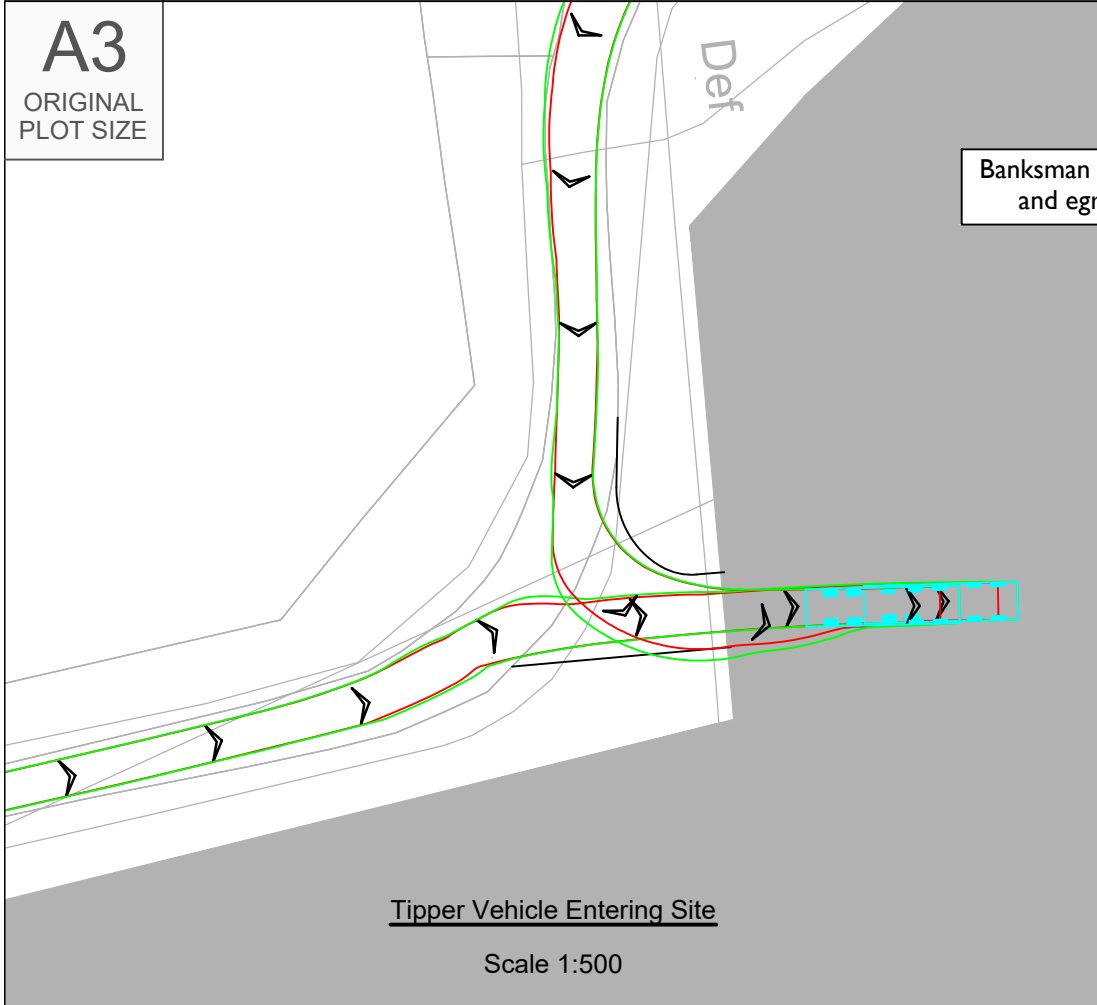 A3
ORIGINAL
PLOT SIZE
Def
Banksman
and egr
Tipper Vehicle Entering Site
Scale 1:500